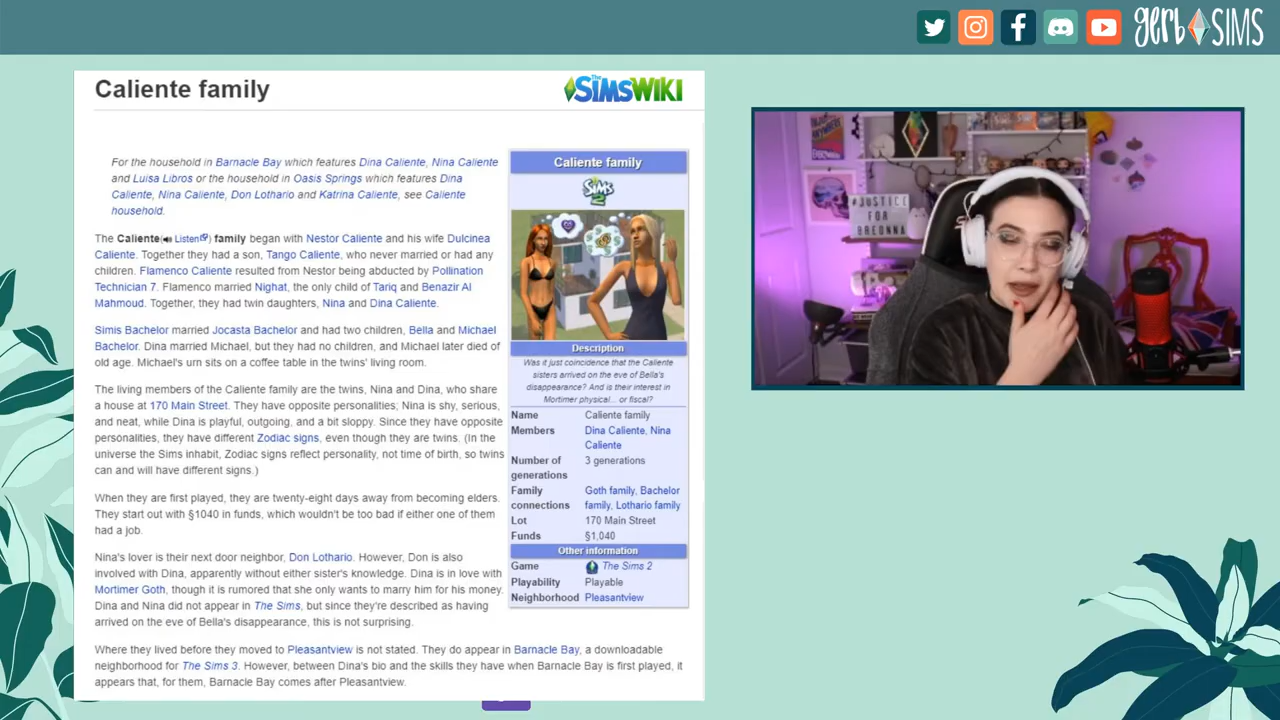 gerb SIMS
Caliente family
The SIMS WIKI
For the household in Barnacle Bay which features Dina Caliente, Nina Caliente
and Luisa Libros or the household in Oasis Springs which features Dina
Caliente, Nina Caliente, Don Lothario and Katrina Caliente, see Caliente
household.
The Caliente( Listen ) family began with Nestor Caliente and his wife Dulcinea
Caliente. Together they had a son, Tango Caliente, who never married or had any
children. Flamenco Caliente resulted from Nestor being abducted by Pollination
Technician 7. Flamenco married Nighat, the only child of Tariq and Benazir Al
Mahmoud. Together, they had twin daughters, Nina and Dina Caliente.
Simis Bachelor married Jocasta Bachelor and had two children, Bella and Michael
Bachelor. Dina married Michael, but they had no children, and Michael later died of
old age. Michael's urn sits on a coffee table in the twins' living room.
The living members of the Caliente family are the twins, Nina and Dina, who share
a house at 170 Main Street. They have opposite personalities; Nina is shy, serious,
and neat, while Dina is playful, outgoing, and a bit sloppy. Since they have opposite
personalities, they have different Zodiac signs, even though they are twins. (In the
universe the Sims inhabit, Zodiac signs reflect personality, not time of birth, so twins
can and will have different signs.)
When they are first played, they are twenty-eight days away from becoming elders.
They start out with §1040 in funds, which wouldn't be too bad if either one of them
had a job.
Nina's lover is their next door neighbor, Don Lothario. However, Don is also
involved with Dina, apparently without either sister's knowledge. Dina is in love with
Mortimer Goth, though it is rumored that she only wants to marry him for his money.
Dina and Nina did not appear in The Sims, but since they're described as having
arrived on the eve of Bella's disappearance, this is not surprising.
Where they lived before they moved to Pleasantview is not stated. They do appear in Barnacle Bay, a downloadable
neighborhood for The Sims 3. However, between Dina's bio and the skills they have when Barnacle Bay is first played, it
appears that, for them, Barnacle Bay comes after Pleasantview.
Caliente family
The SIMS 2
Description
Was it just coincidence that the Caliente
sisters arrived on the eve of Bella's
disappearance? And is their interest in
Mortimer physical... or fiscal?
Name Caliente family
Members Dina Caliente, Nina
Caliente
Number of 3 generations
generations
Family Goth family, Bachelor
connections family, Lothario family
Lot 170 Main Street
Funds §1,040
Other information
Game The Sims 2
Playability Playable
Neighborhood Pleasantview
#JUSTICE
FOR
BREONNA